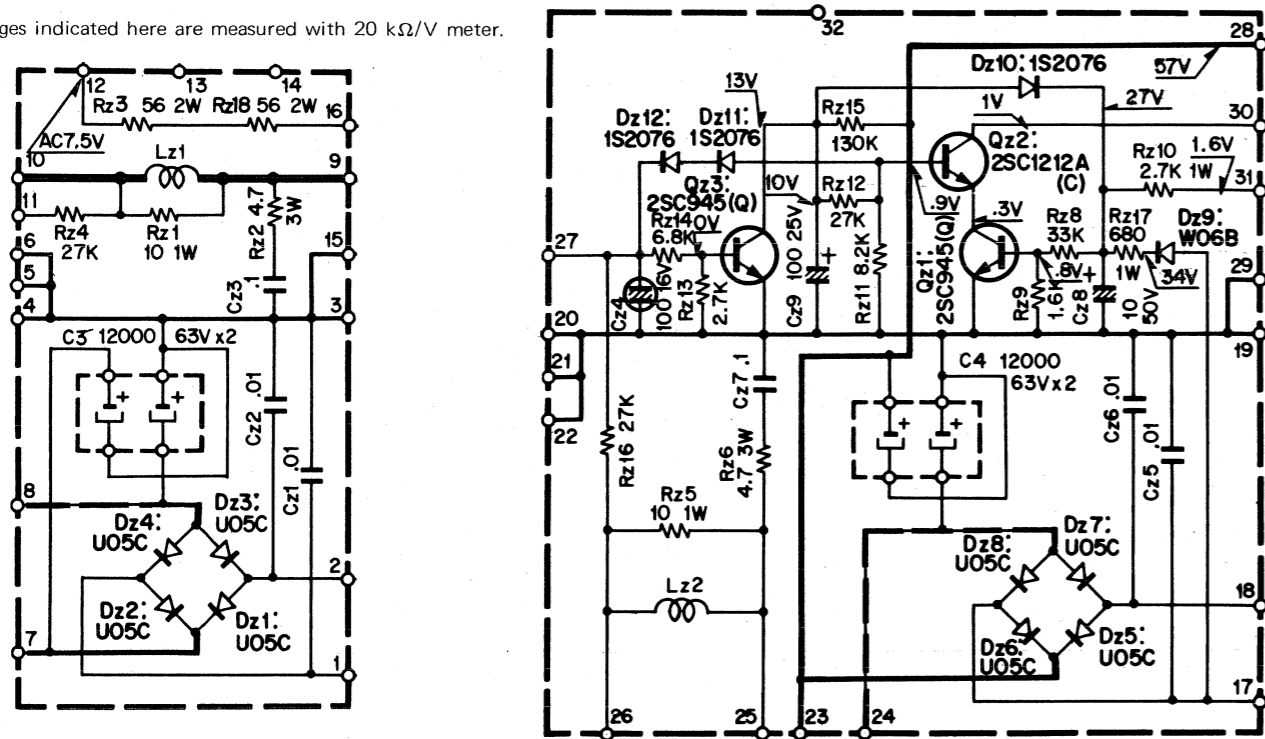 ges indicated here are measured with 20 kΩ/V meter.
12
13
14
Rz3 56 2W
Rz18 56 2W
16
AC7.5V
10
Lz1
9
11
Rz4
27K
Rz1
10 1W
Rz2 4.7
3W
15
6
5
4
Cz3 .1
3
C3 12000
63V x2
+
+
Cz2 .01
Cz1 .01
8
Dz3:
U05C
Dz4:
U05C
2
Dz2:
U05C
Dz1:
U05C
7
1
32
28
57V
Dz10: 1S2076
13V
Rz15
130K
1V
27V
30
Dz12:
1S2076
Dz11:
1S2076
Qz2:
2SC1212A
(C)
Rz10
2.7K
1W
1.6V
31
Qz3:
2SC945(Q)
10V
Rz12
27K
.9V
.3V
Rz8
33K
Rz17
680
1W
Dz9:
W06B
27
Rz14
6.8K
0V
.8V
34V
29
Cz4
100 16V
Rz13
2.7K
Cz9
100 25V
+
Rz11 8.2K
Qz1:
2SC945(Q)
Rz9
1.6K
Cz8
+
10
50V
20
19
21
22
Cz7 .1
C4 12000
63V x2
+
+
Cz6 .01
Cz5 .01
Rz16 27K
Rz6
4.7 3W
Rz5
10 1W
Lz2
Dz8:
U05C
Dz7:
U05C
18
Dz6:
U05C
Dz5:
U05C
17
26
25
23
24